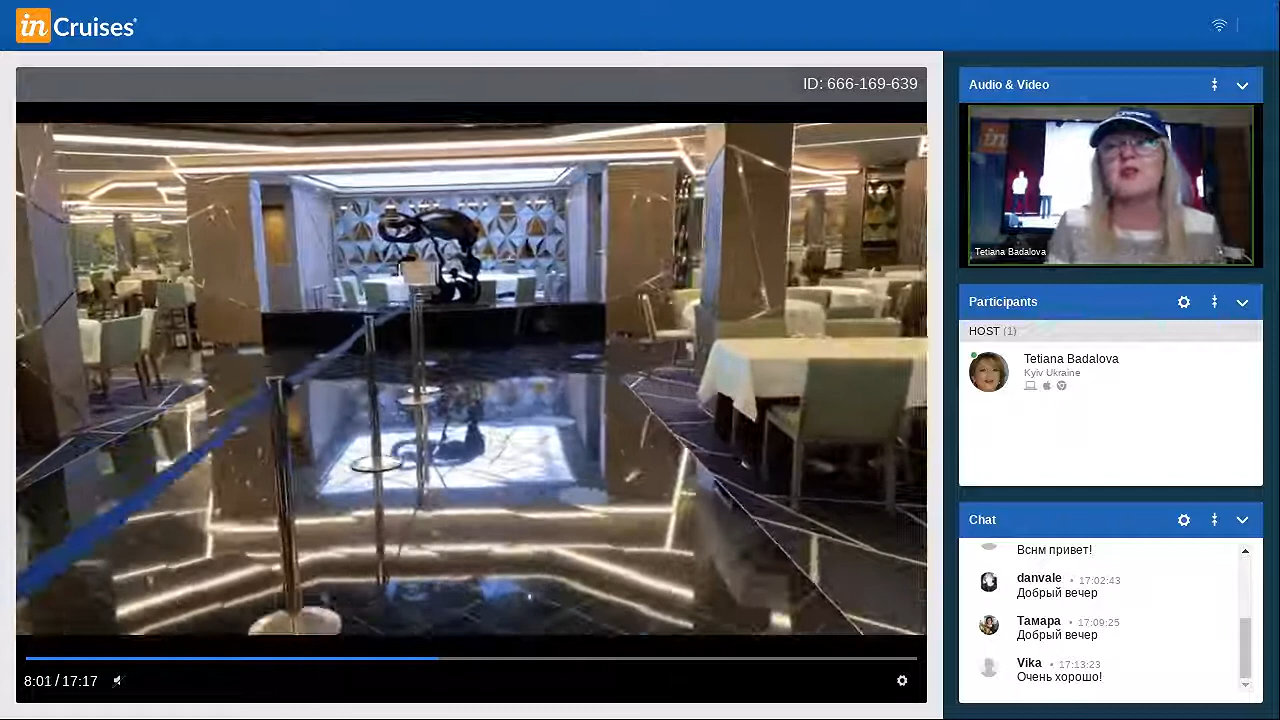 in Cruises®
ID: 666-169-639
Audio & Video
in
Tetiana Badalova
Participants
HOST (1)
Tetiana Badalova
Kyiv Ukraine
Chat
Вснм привет!
danvale • 17:02:43
Добрый вечер
Тамара • 17:09:25
Добрый вечер
Vika • 17:13:23
Очень хорошо!
8:01 / 17:17